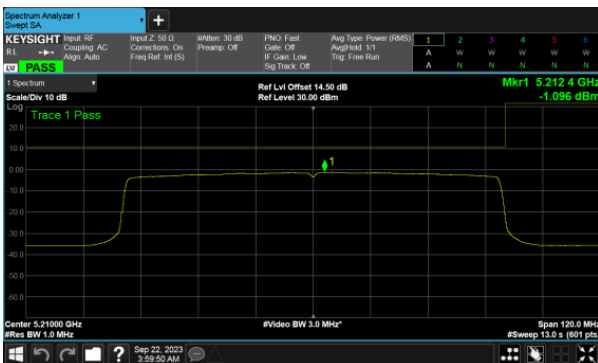 Spectrum Analyzer 1
Swept SA
+
KEYSIGHT Input: RF Input Z: 50 Ω #Atten: 30 dB PNO: Fast Avg Type: Power (RMS) 1 2 3 4 5 6
RL Coupling: AC Corrections: On Preamp: Off Gate: Off Avg|Hold: 1/1 A W W W W W
Align: Auto Freq Ref: Int (S) IF Gain: Low Trig: Free Run
LXI PASS Sig Track: Off A N N N N N
1 Spectrum Ref Lvl Offset 14.50 dB Mkr1 5.212 4 GHz
Scale/Div 10 dB Ref Level 30.00 dBm -1.096 dBm
Log Trace 1 Pass
20.0
10.0
0.00 1
-10.0
-20.0
-30.0
-40.0
-50.0
-60.0
Center 5.21000 GHz #Video BW 3.0 MHz* Span 120.0 MHz
#Res BW 1.0 MHz #Sweep 13.0 s (601 pts)
? Sep 22, 2023
3:59:50 AM